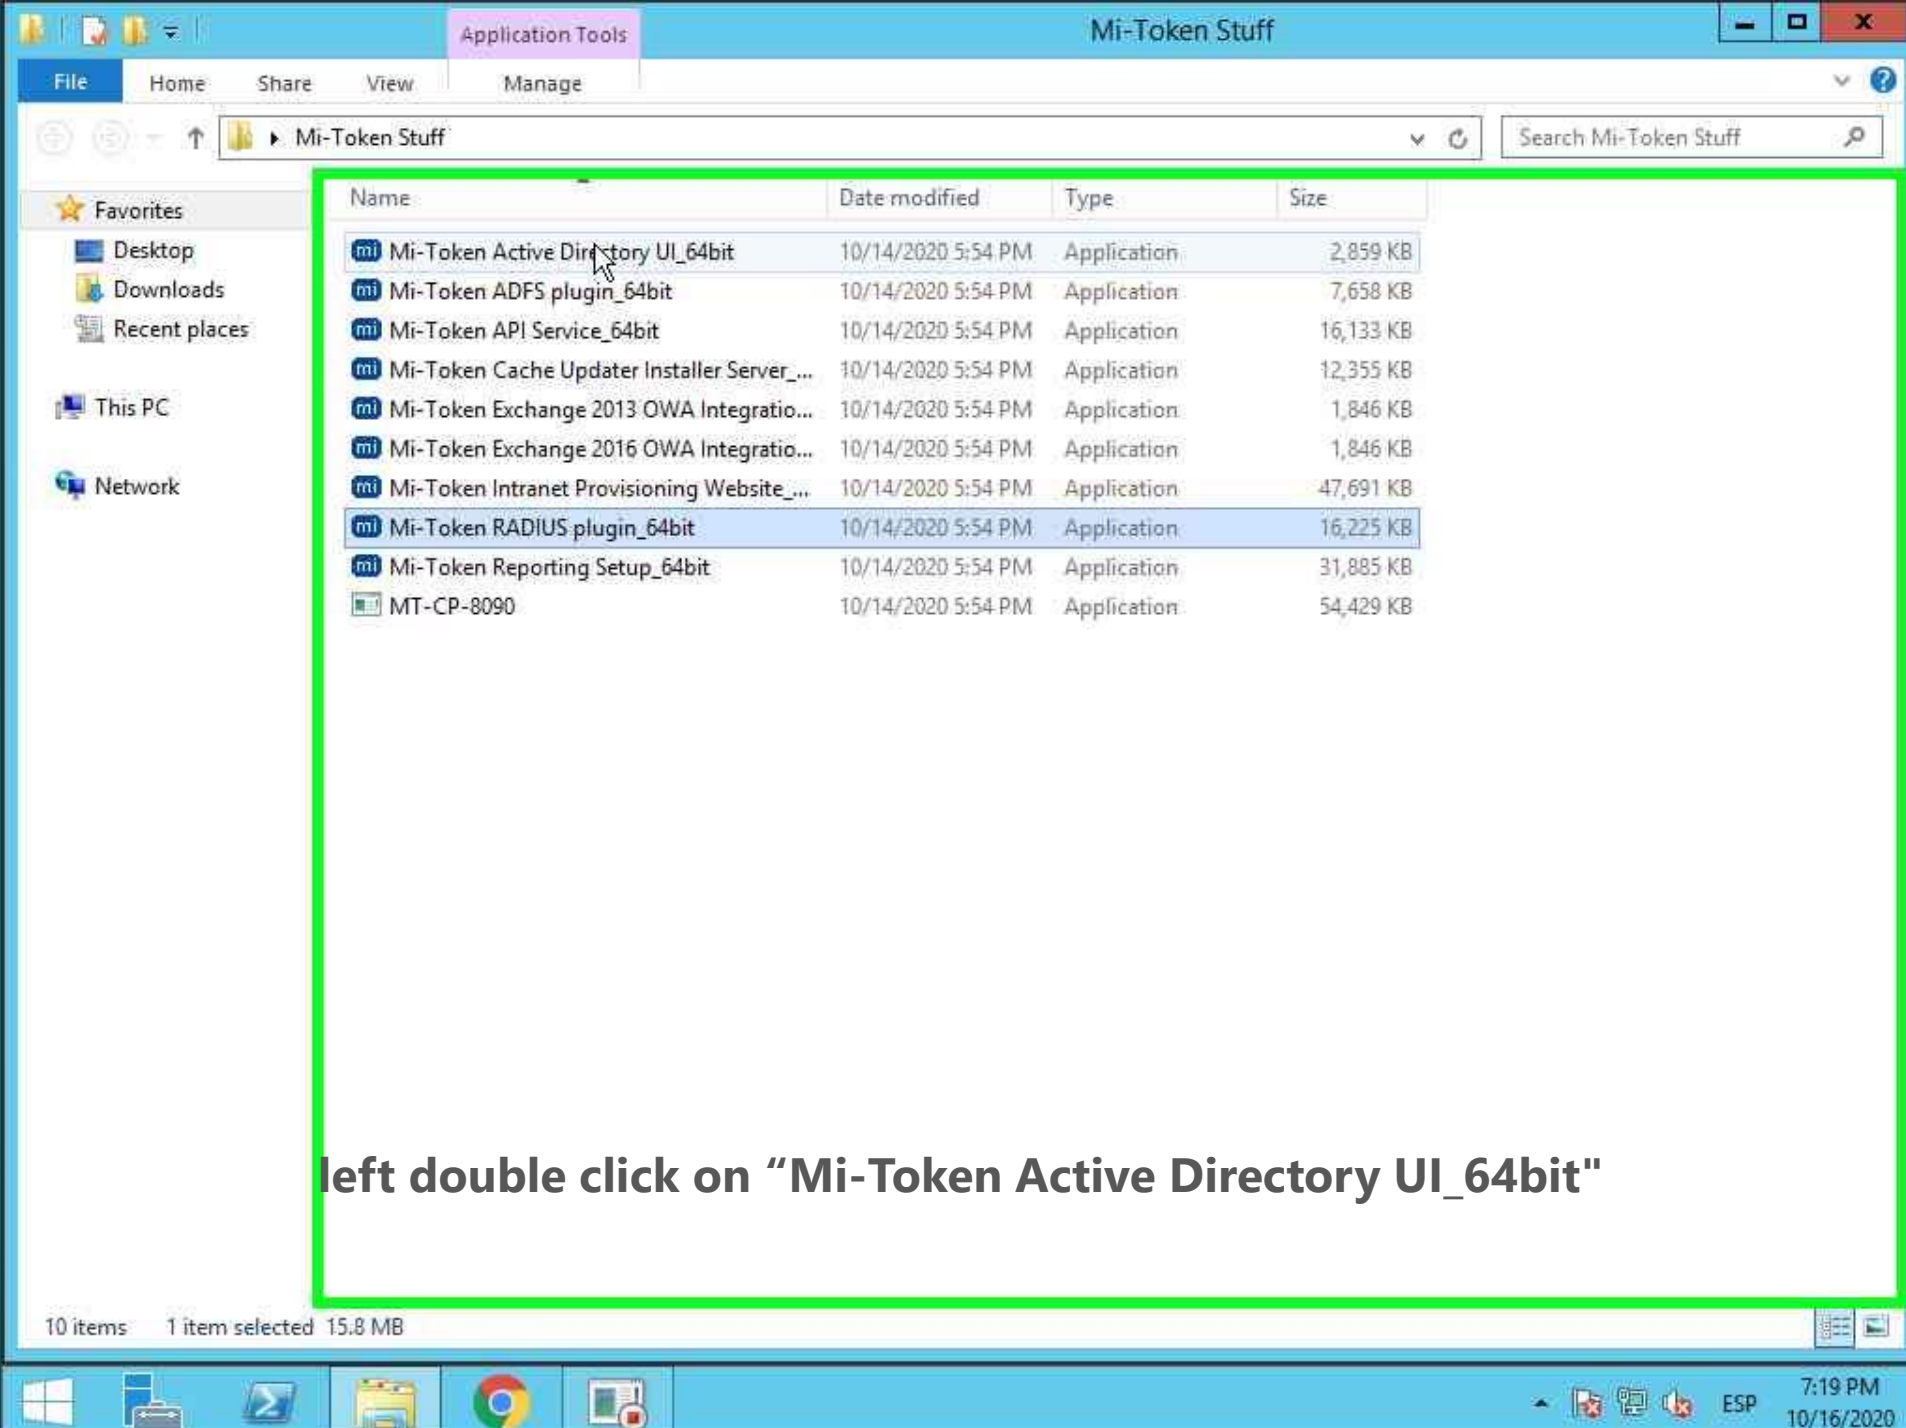 Application Tools
Mi-Token Stuff
File
Home
Share
View
Manage
Mi-Token Stuff
Search Mi-Token Stuff
Favorites
Desktop
Downloads
Recent places
This PC
Network
Name Date modified Type Size
Mi-Token Active Directory UI_64bit 10/14/2020 5:54 PM Application 2,859 KB
Mi-Token ADFS plugin_64bit 10/14/2020 5:54 PM Application 7,658 KB
Mi-Token API Service_64bit 10/14/2020 5:54 PM Application 16,133 KB
Mi-Token Cache Updater Installer Server_... 10/14/2020 5:54 PM Application 12,355 KB
Mi-Token Exchange 2013 OWA Integratio... 10/14/2020 5:54 PM Application 1,846 KB
Mi-Token Exchange 2016 OWA Integratio... 10/14/2020 5:54 PM Application 1,846 KB
Mi-Token Intranet Provisioning Website_... 10/14/2020 5:54 PM Application 47,691 KB
Mi-Token RADIUS plugin_64bit 10/14/2020 5:54 PM Application 16,225 KB
Mi-Token Reporting Setup_64bit 10/14/2020 5:54 PM Application 31,885 KB
MT-CP-8090 10/14/2020 5:54 PM Application 54,429 KB
left double click on “Mi-Token Active Directory UI_64bit"
10 items 1 item selected 15.8 MB
ESP
7:19 PM
10/16/2020